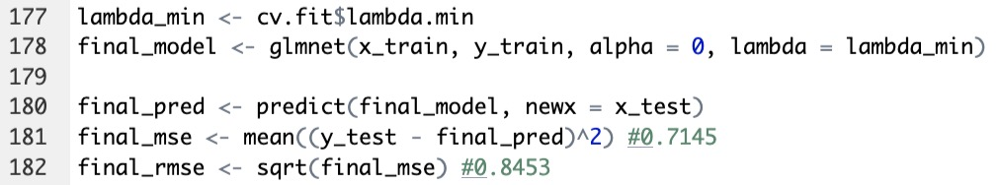 177 lambda_min <- cv.fit$lambda.min
178 final_model <- glmnet(x_train, y_train, alpha = 0, lambda = lambda_min)
179
180 final_pred <- predict(final_model, newx = x_test)
181 final_mse <- mean((y_test - final_pred)^2) #0.7145
182 final_rmse <- sqrt(final_mse) #0.8453